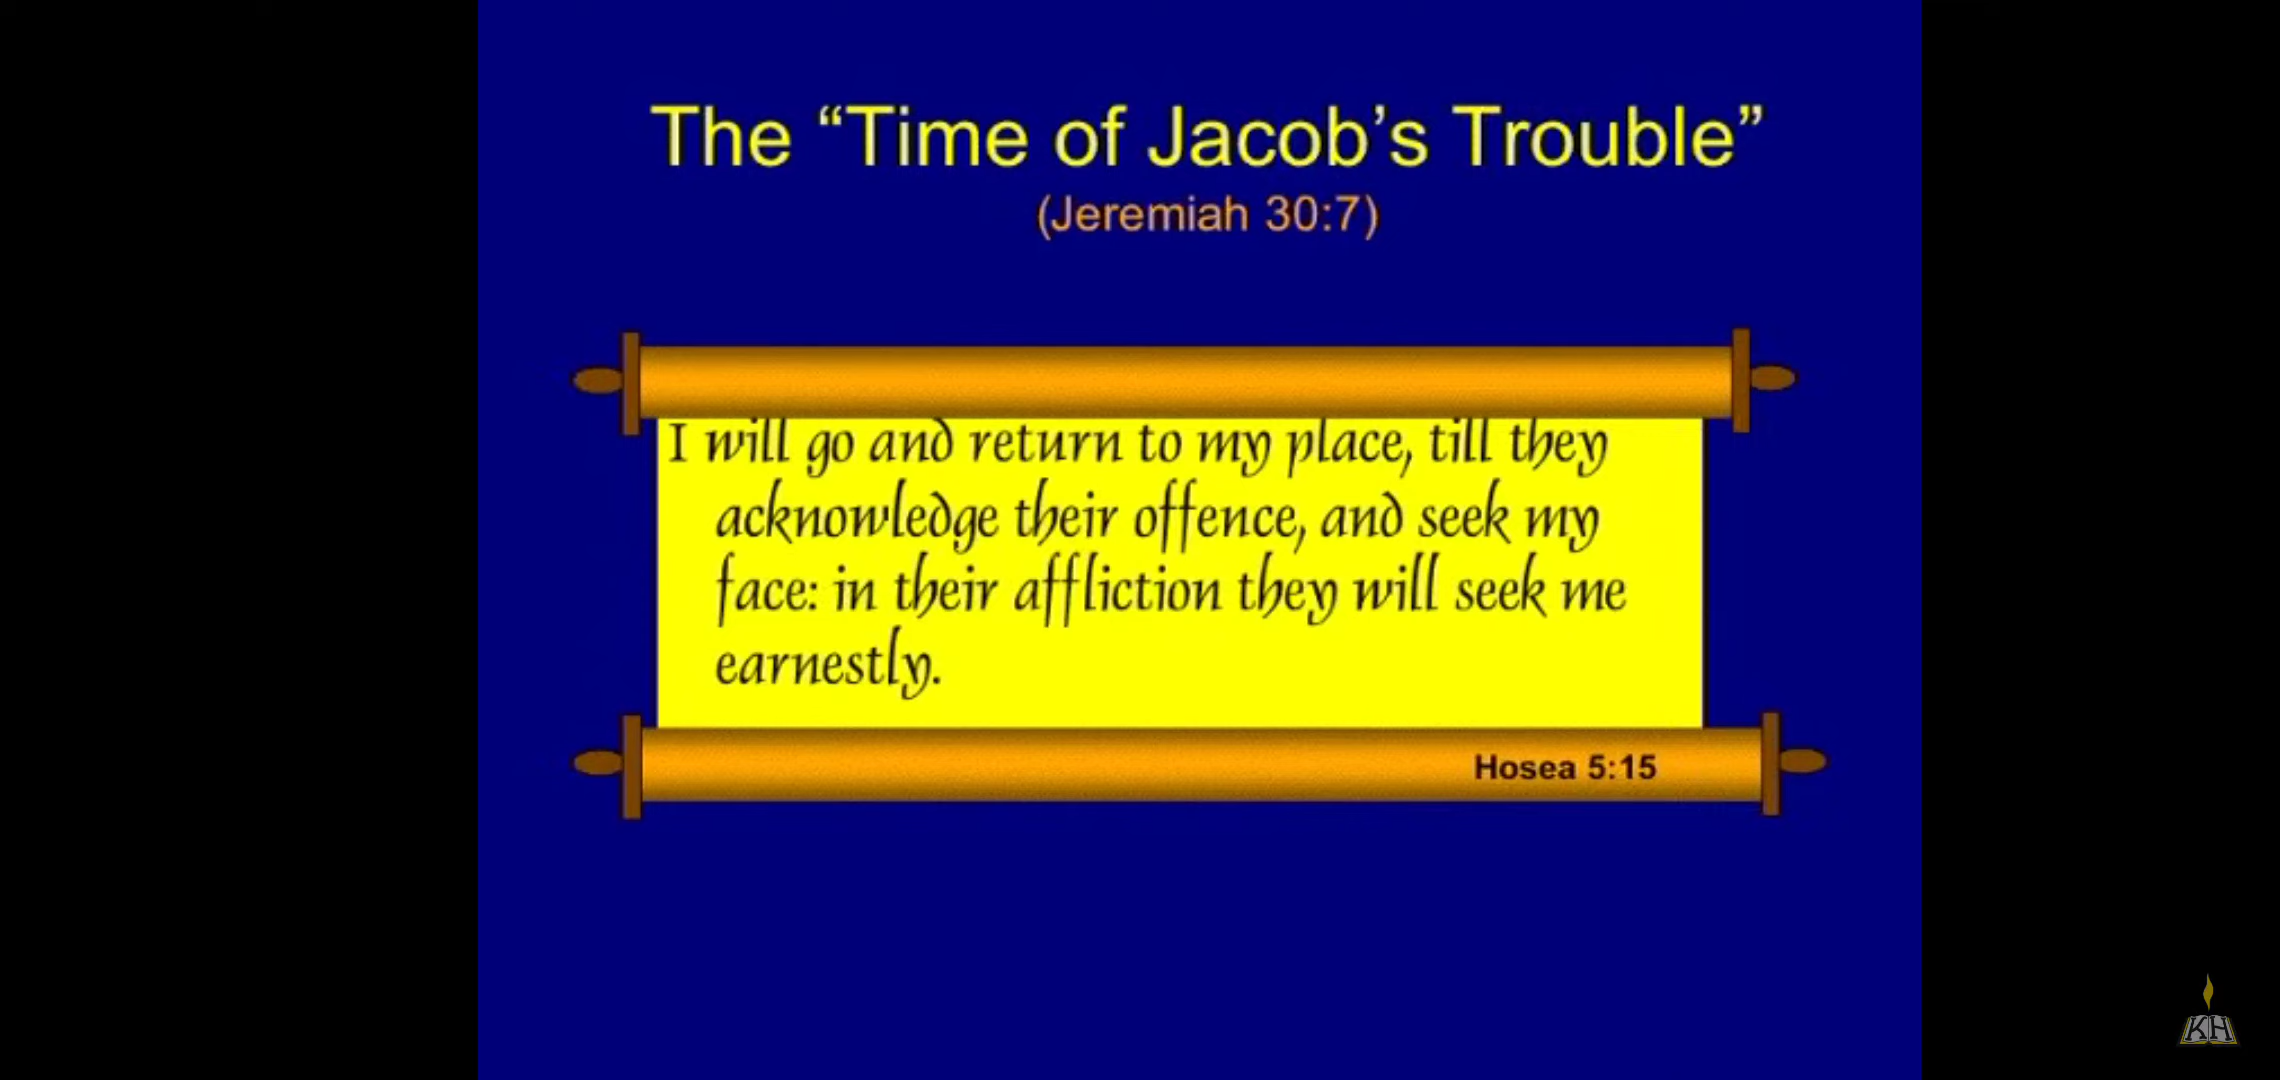 The “Time of Jacob’s Trouble”
(Jeremiah 30:7)
I will go and return to my place, till they
acknowledge their offence, and seek my
face: in their affliction they will seek me
earnestly.
Hosea 5:15
KH